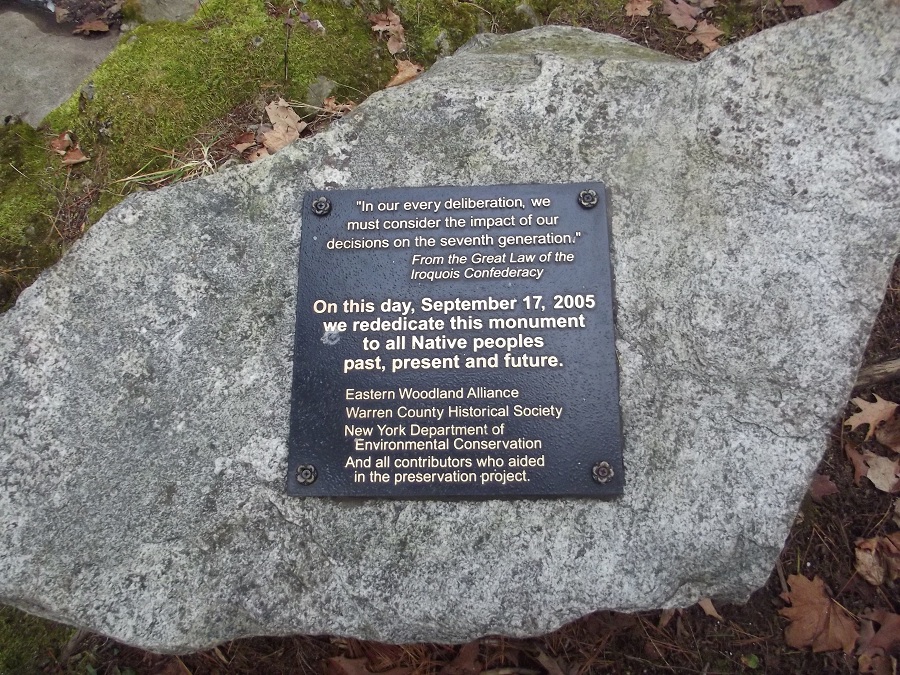 "In our every deliberation, we
must consider the impact of our
decisions on the seventh generation."
From the Great Law of the
Iroquois Confederacy
On this day, September 17, 2005
we rededicate this monument
to all Native peoples
past, present and future.
Eastern Woodland Alliance
Warren County Historical Society
New York Department of
Environmental Conservation
And all contributors who aided
in the preservation project.